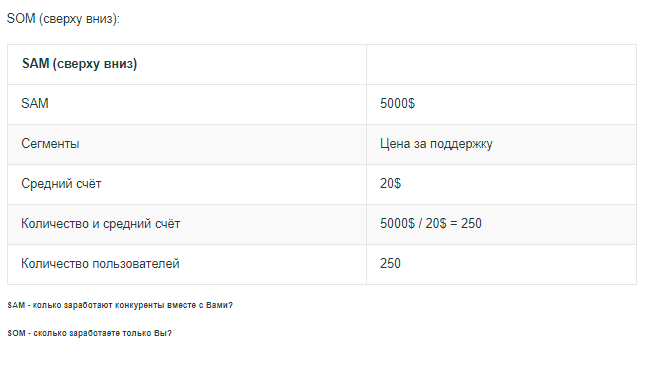 SOM (сверху вниз):
SAM (сверху вниз)
SAM 5000$
Сегменты Цена за поддержку
Средний счёт 20$
Количество и средний счёт 5000$ / 20$ = 250
Количество пользователей 250
SAM - колько заработают конкуренты вместе с Вами?
SOM - сколько заработаете только Вы?